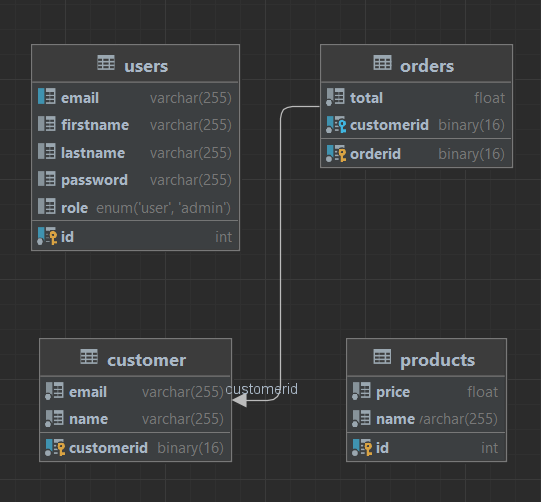 users
email varchar(255)
firstname varchar(255)
lastname varchar(255)
password varchar(255)
role enum('user', 'admin')
id int
orders
total float
customerid binary(16)
orderid binary(16)
customerid
customer
email varchar(255)
name varchar(255)
customerid binary(16)
products
price float
name varchar(255)
id int